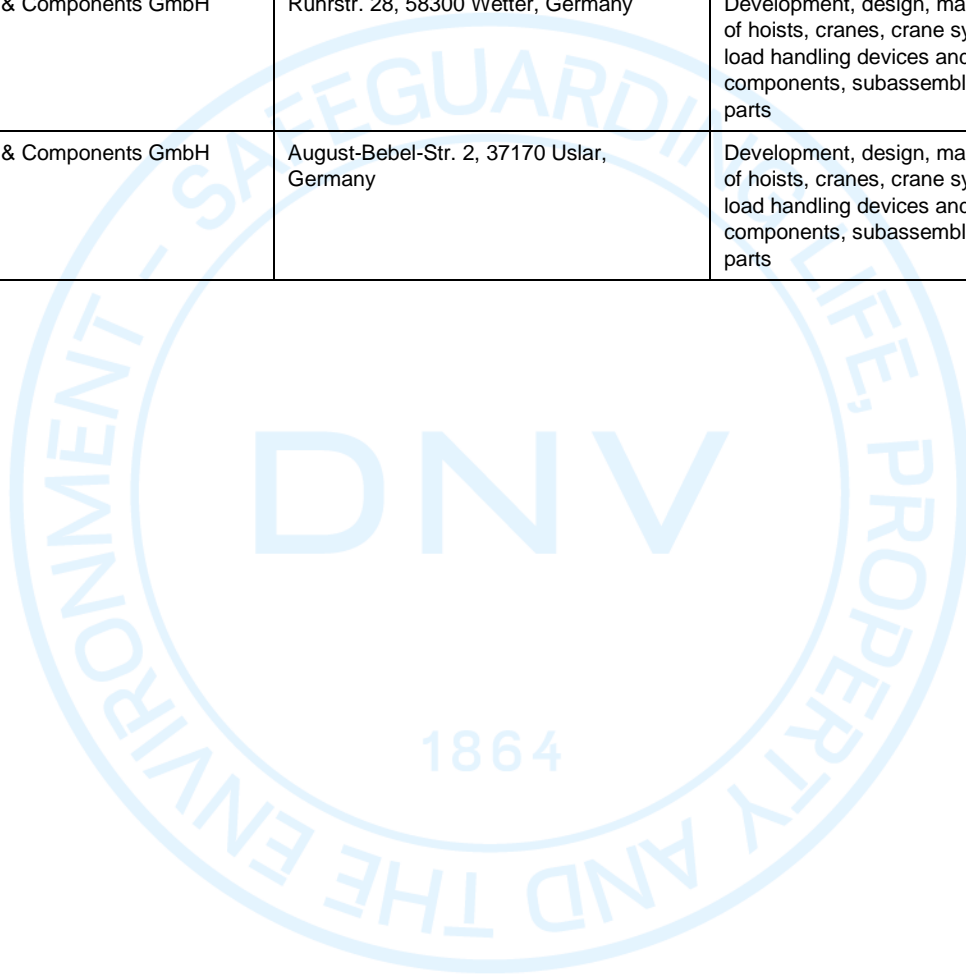 & Components GmbH
Ruhrstr. 28, 58300 Wetter, Germany
Development, design, ma
of hoists, cranes, crane sy
load handling devices and
components, subassembl
parts
& Components GmbH
August-Bebel-Str. 2, 37170 Uslar,
Germany
Development, design, ma
of hoists, cranes, crane sy
load handling devices and
components, subassembl
parts
SAFEGUARDING LIFE, PROPERTY AND THE ENVIRONMENT -
DNV
1864